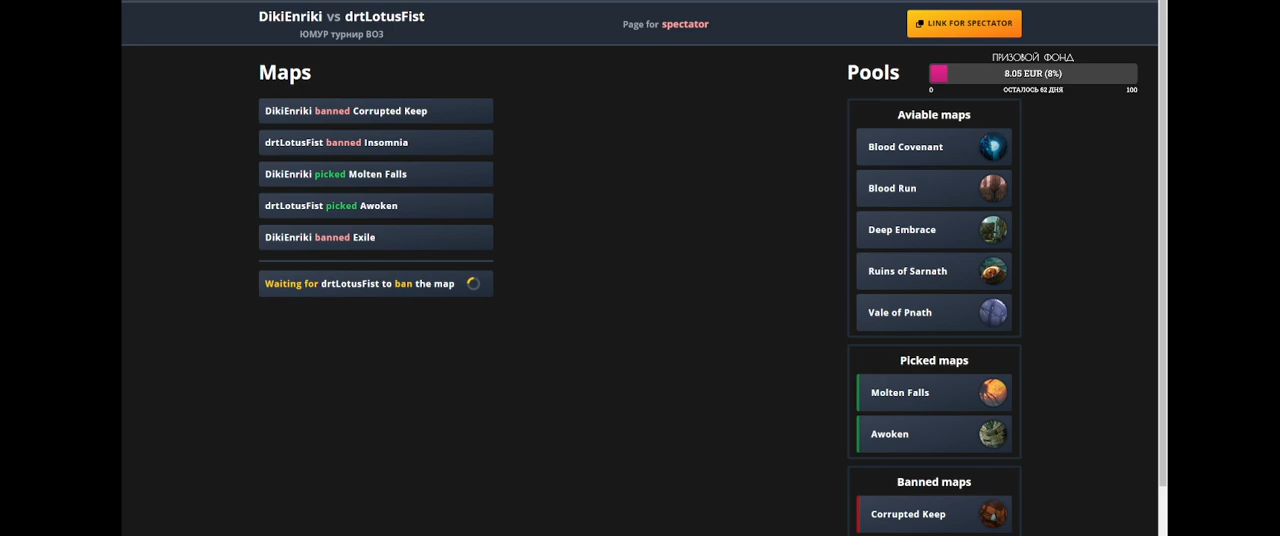 DikiEnriki vs drtLotusFist
ЮМУР турнир BO3
Page for spectator
LINK FOR SPECTATOR
Maps
DikiEnriki banned Corrupted Keep
drtLotusFist banned Insomnia
DikiEnriki picked Molten Falls
drtLotusFist picked Awoken
DikiEnriki banned Exile
Waiting for drtLotusFist to ban the map
Pools
ПРИЗОВОЙ ФОНД
8.05 EUR (8%)
0 ОСТАЛОСЬ 62 ДНЯ 100
Aviable maps
Blood Covenant
Blood Run
Deep Embrace
Ruins of Sarnath
Vale of Pnath
Picked maps
Molten Falls
Awoken
Banned maps
Corrupted Keep